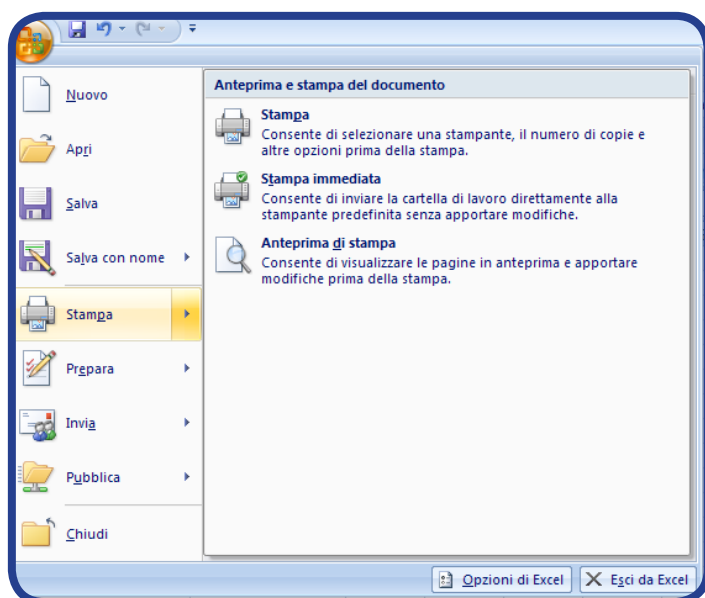 Nuovo
Apri
Salva
Salva con nome
Stampa
Prepara
Invia
Pubblica
Chiudi
Anteprima e stampa del documento
Stampa
Consente di selezionare una stampante, il numero di copie e
altre opzioni prima della stampa.
Stampa immediata
Consente di inviare la cartella di lavoro direttamente alla
stampante predefinita senza apportare modifiche.
Anteprima di stampa
Consente di visualizzare le pagine in anteprima e apportare
modifiche prima della stampa.
Opzioni di Excel
Esci da Excel